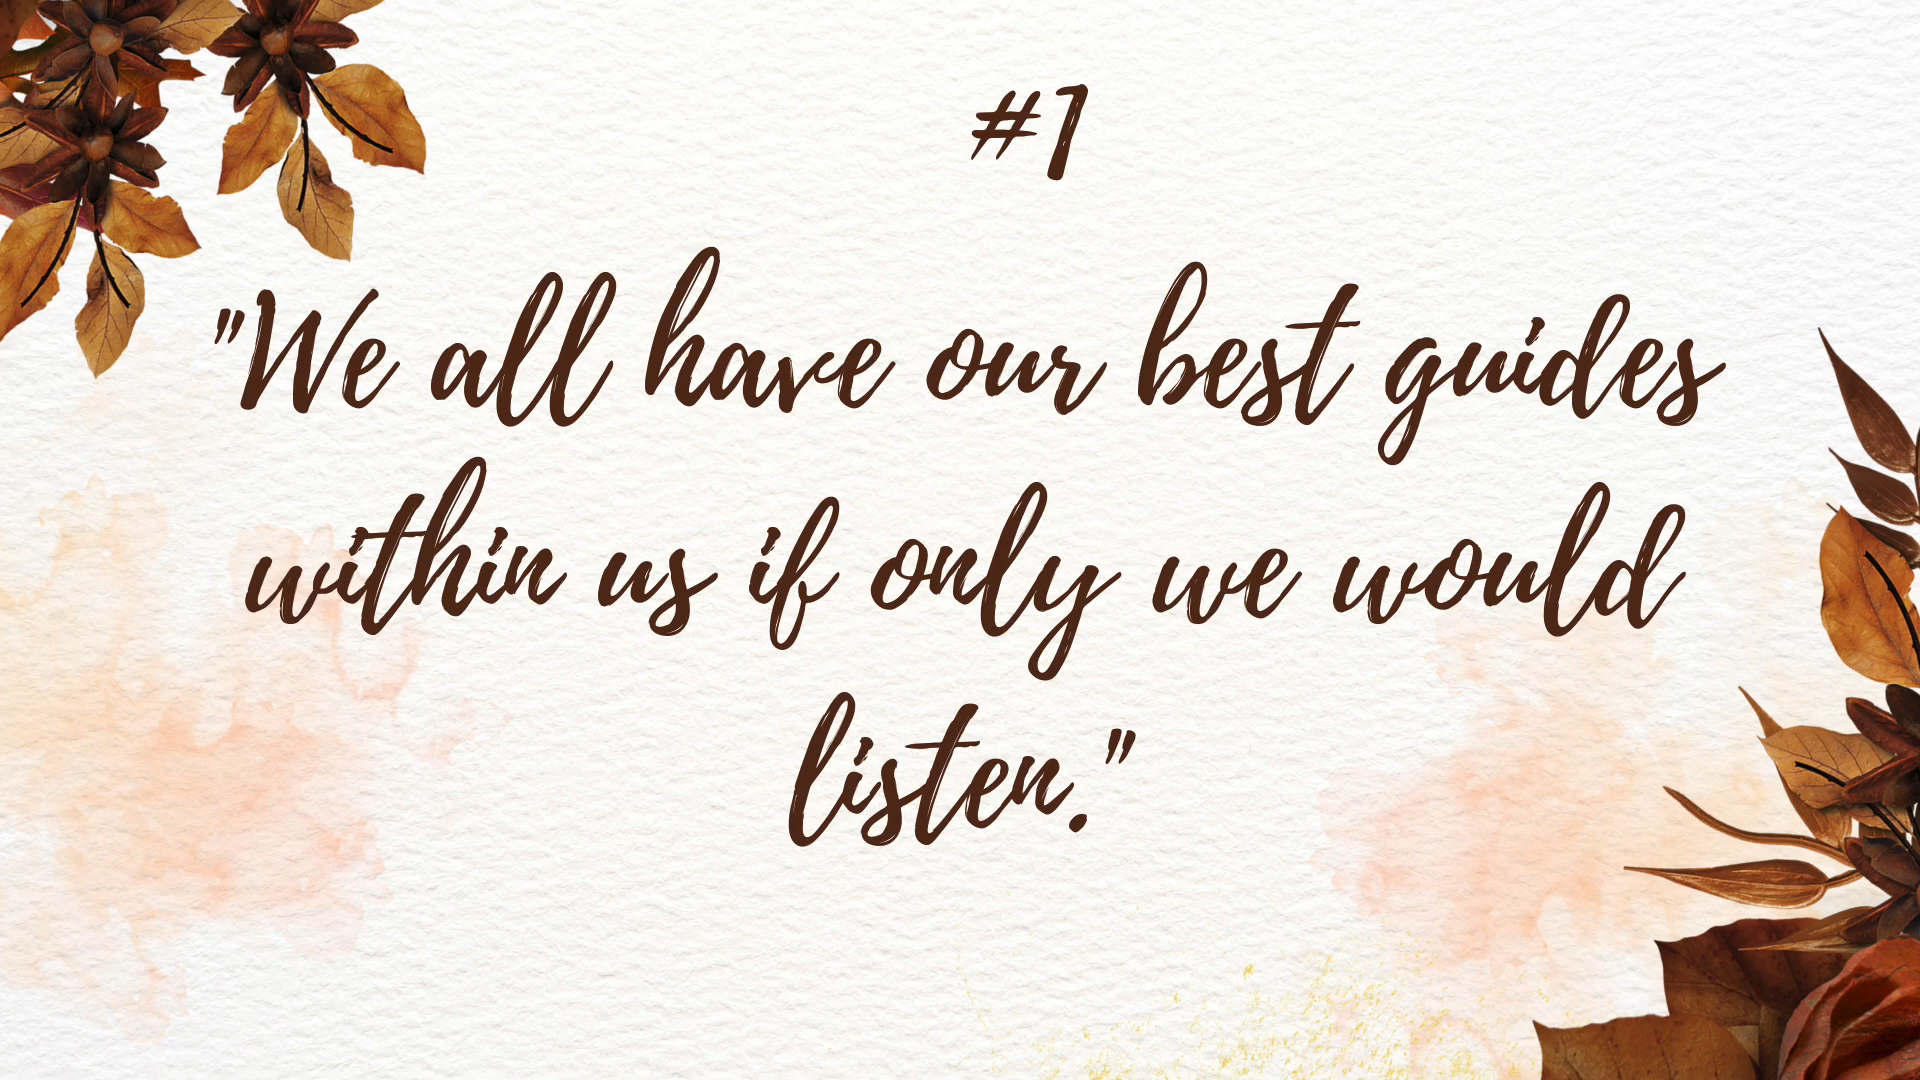 #1
"We all have our best guides
within us if only we would
listen."